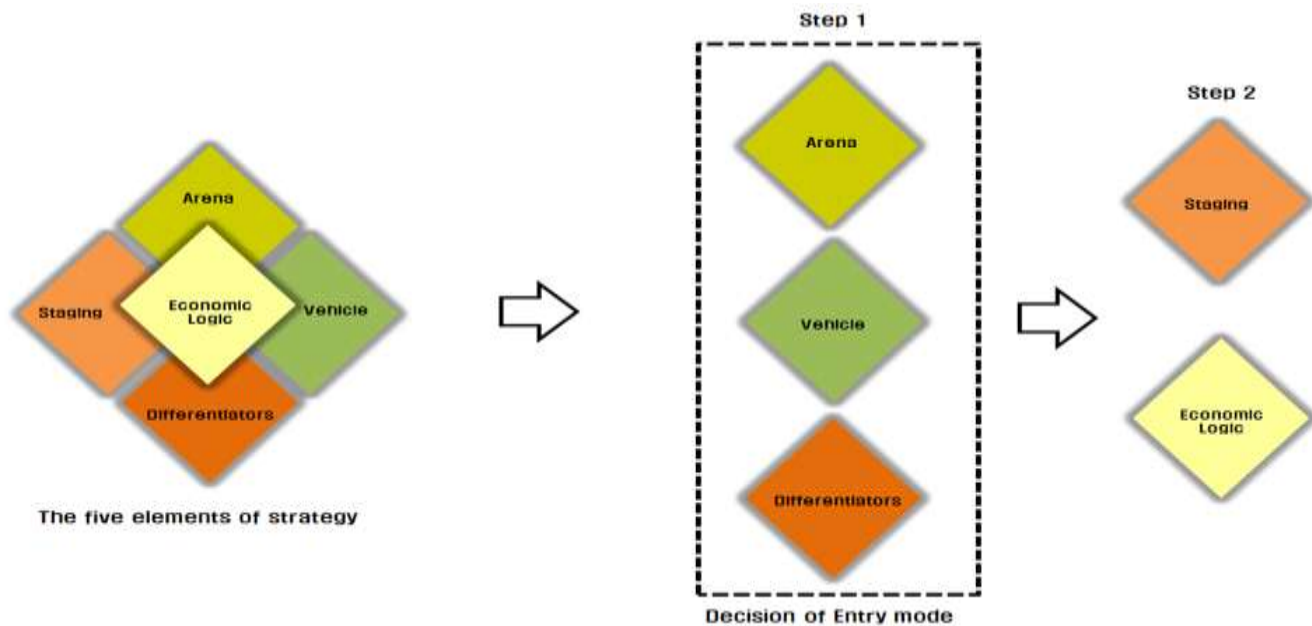 Arena
Staging
Economic
Logic
Vehicle
Differentiators
The five elements of strategy
Step 1
Arena
Vehicle
Differentiators
Decision of Entry mode
Step 2
Staging
Economic
Logic